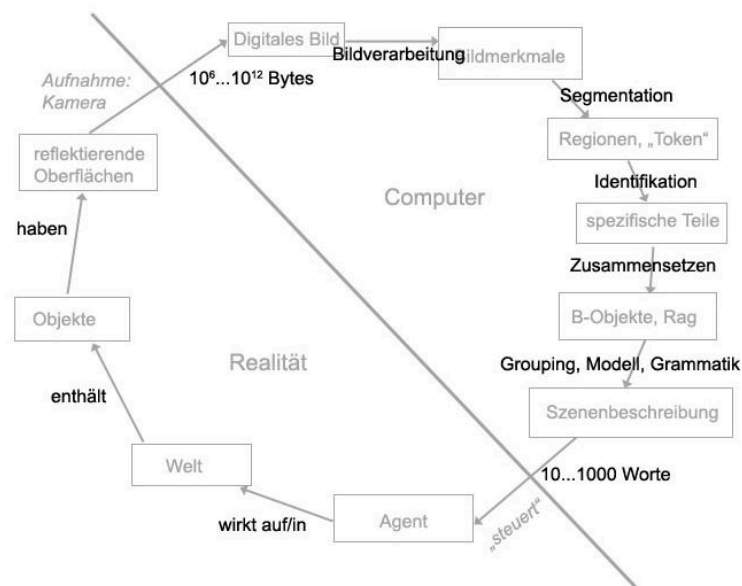 Digitales Bild
Bildverarbeitung
Bildmerkmale
Aufnahme:
Kamera
10⁶...10¹² Bytes
Segmentation
reflektierende
Oberflächen
Regionen, „Token“
Identifikation
Computer
haben
spezifische Teile
Zusammensetzen
Objekte
B-Objekte, Rag
Realität
Grouping, Modell, Grammatik
enthält
Szenenbeschreibung
Welt
10...1000 Worte
wirkt auf/in
Agent
„steuert“